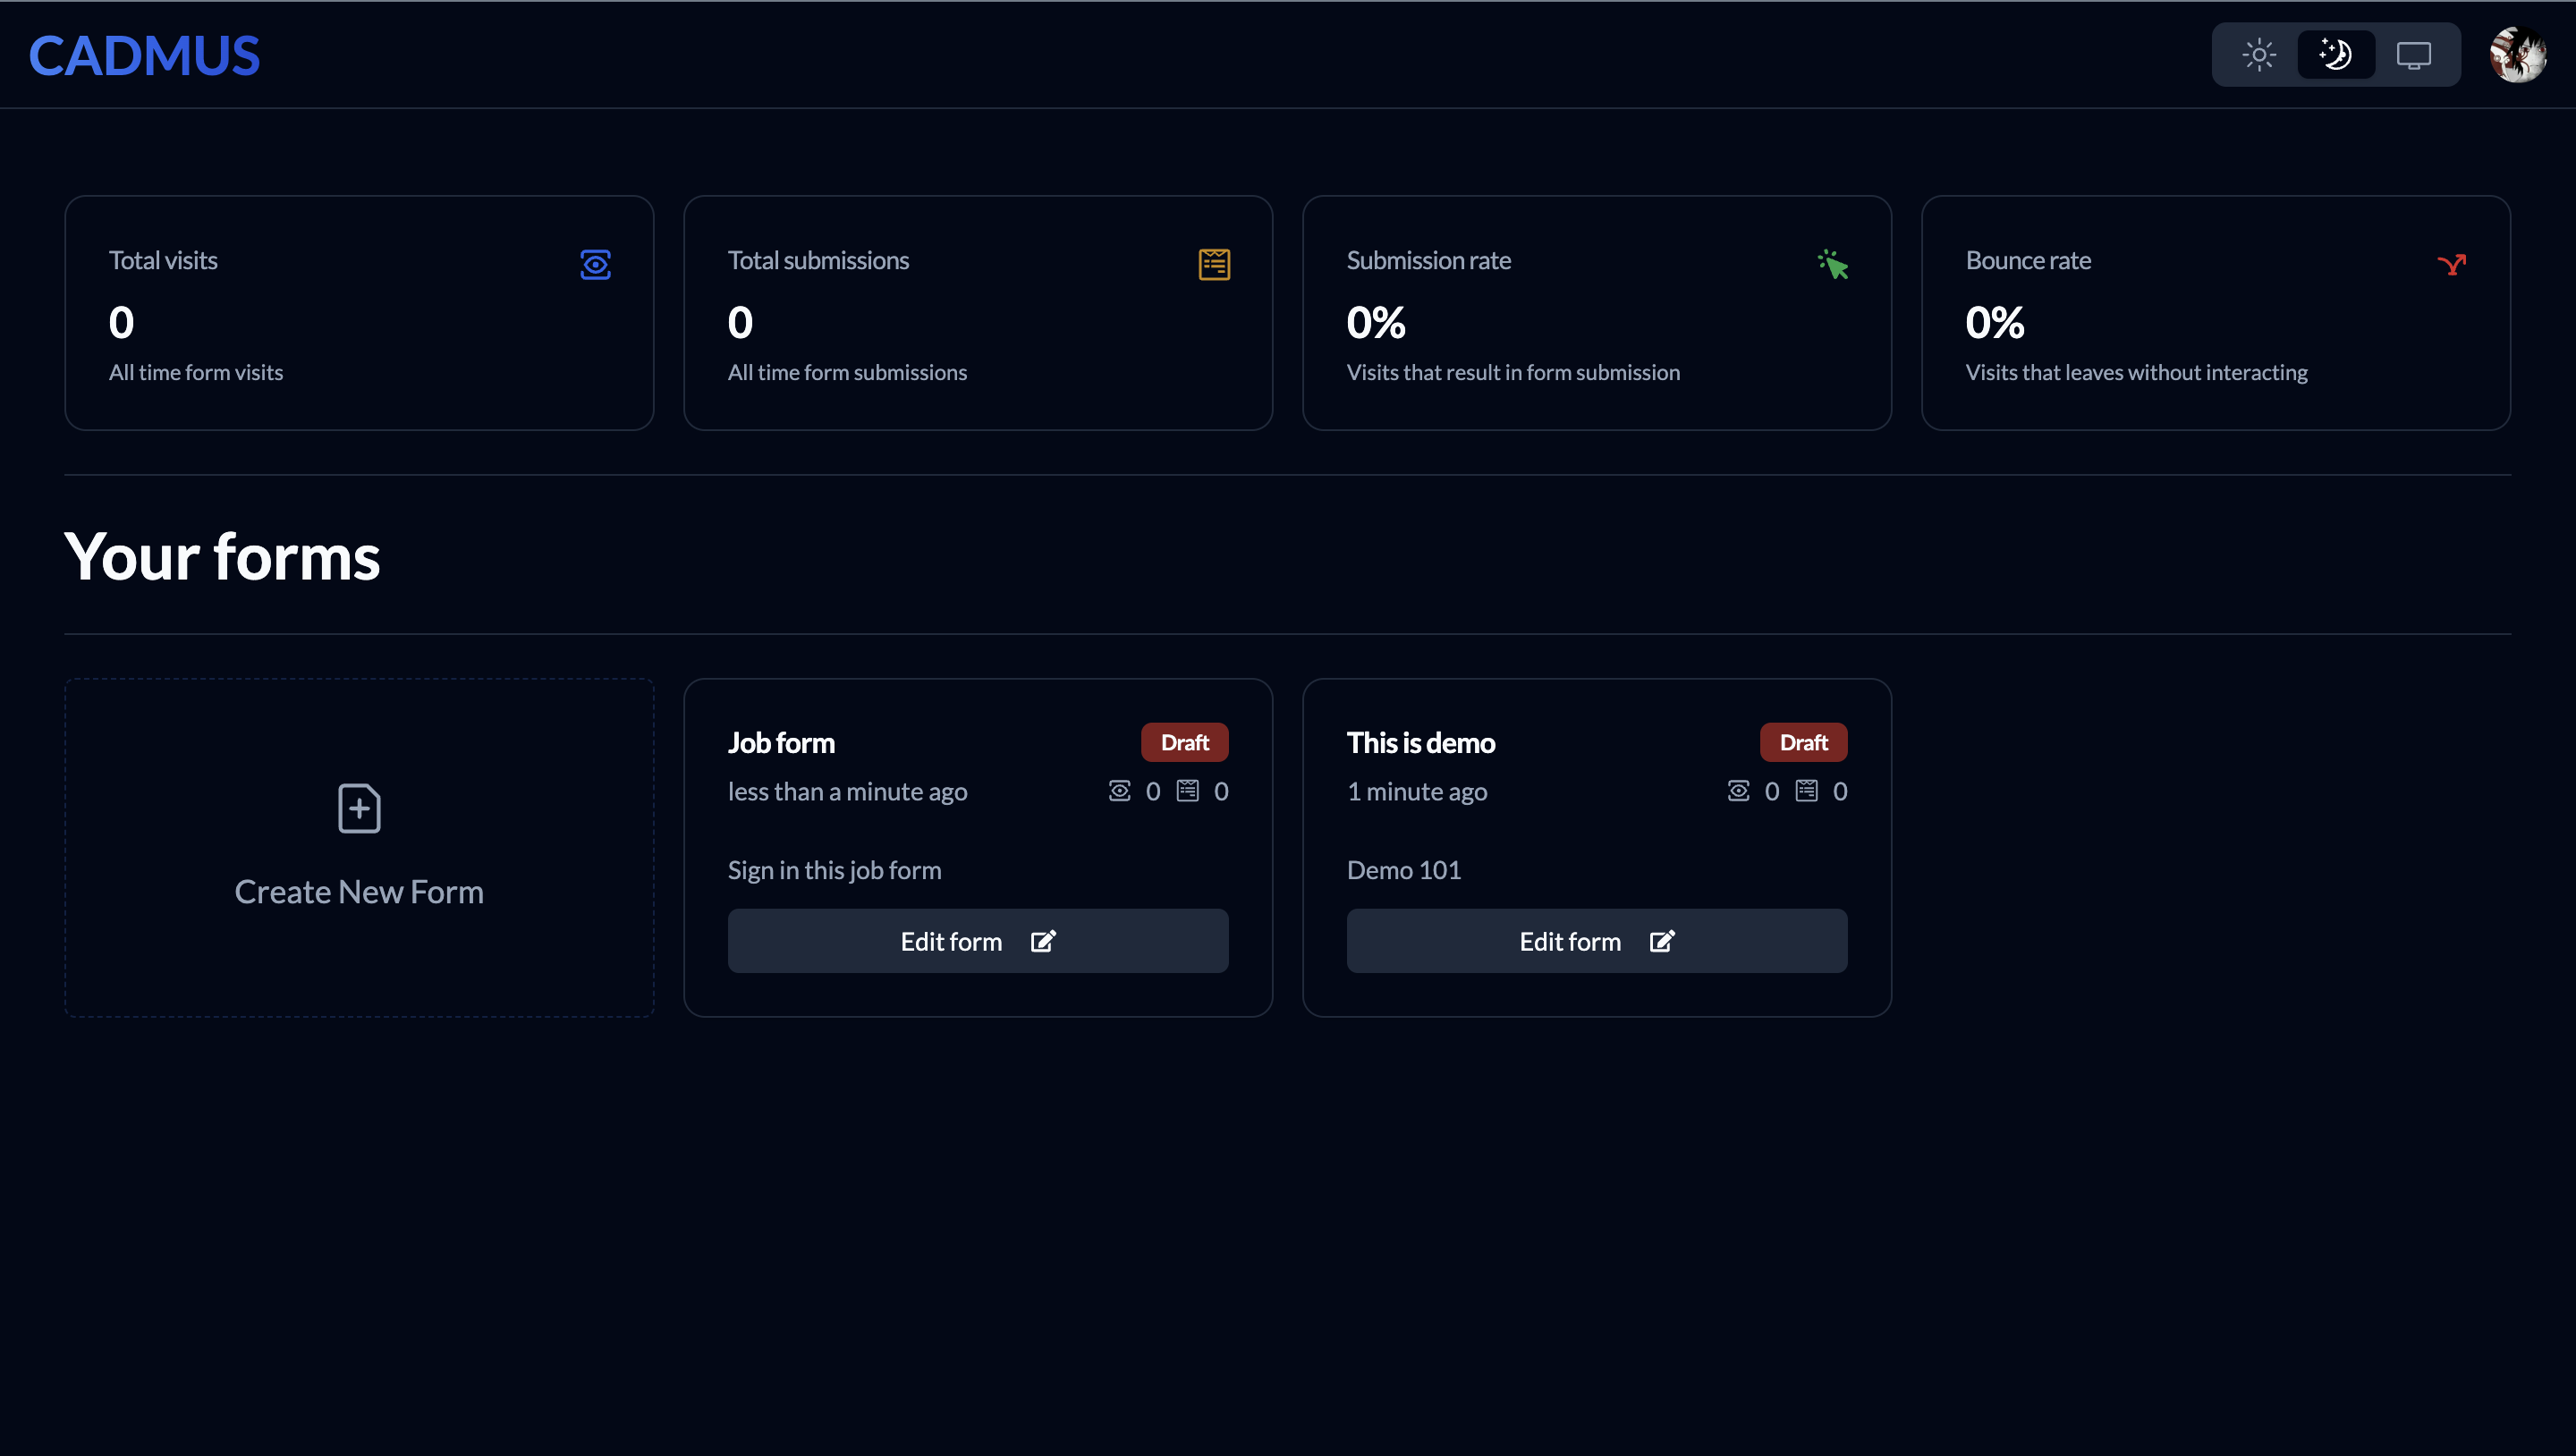 CADMUS
Total visits
0
All time form visits
Total submissions
0
All time form submissions
Submission rate
0%
Visits that result in form submission
Bounce rate
0%
Visits that leaves without interacting
Your forms
Create New Form
Job form
Draft
less than a minute ago
0 0
Sign in this job form
Edit form
This is demo
Draft
1 minute ago
0 0
Demo 101
Edit form